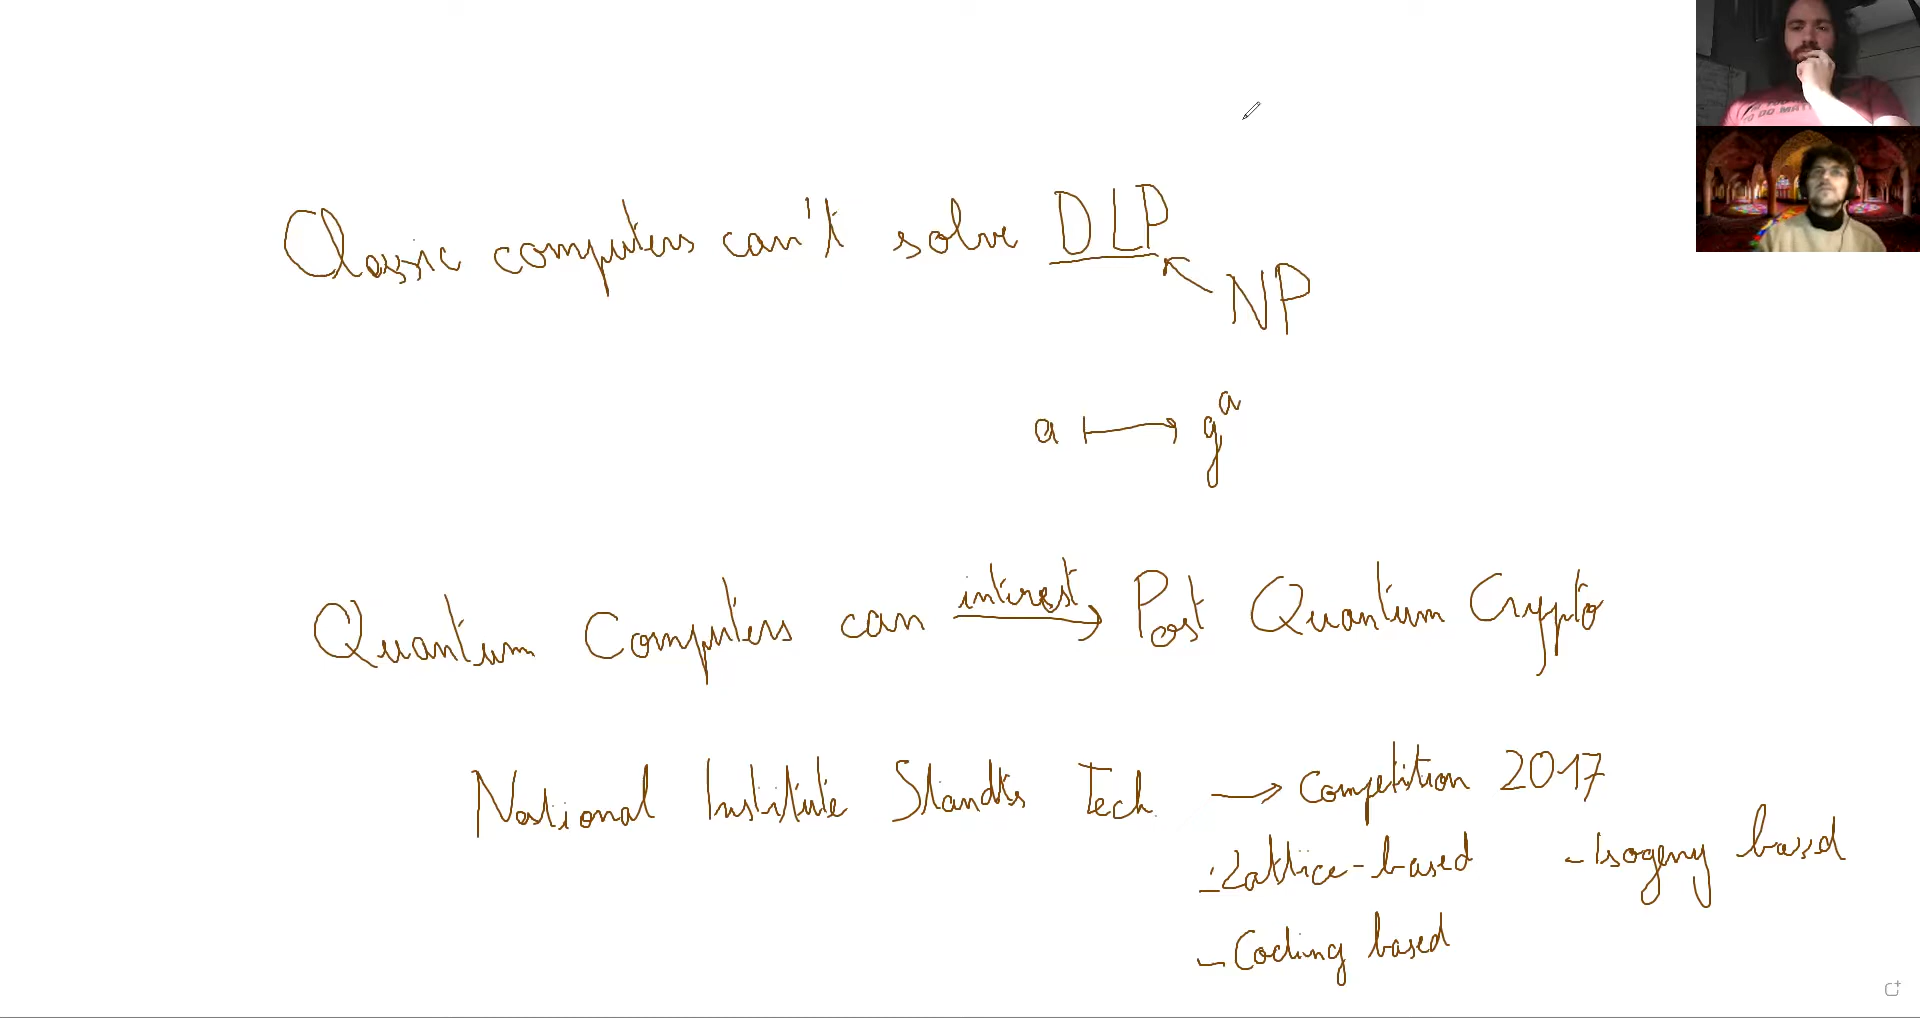 Classic computers can't solve DLP
NP
a ↦ g^a
Quantum Computers can interest → Post Quantum Crypto
National Institute Standts Tech. → Competition 2017
- Lattice-based - Isogeny based
- Coding based